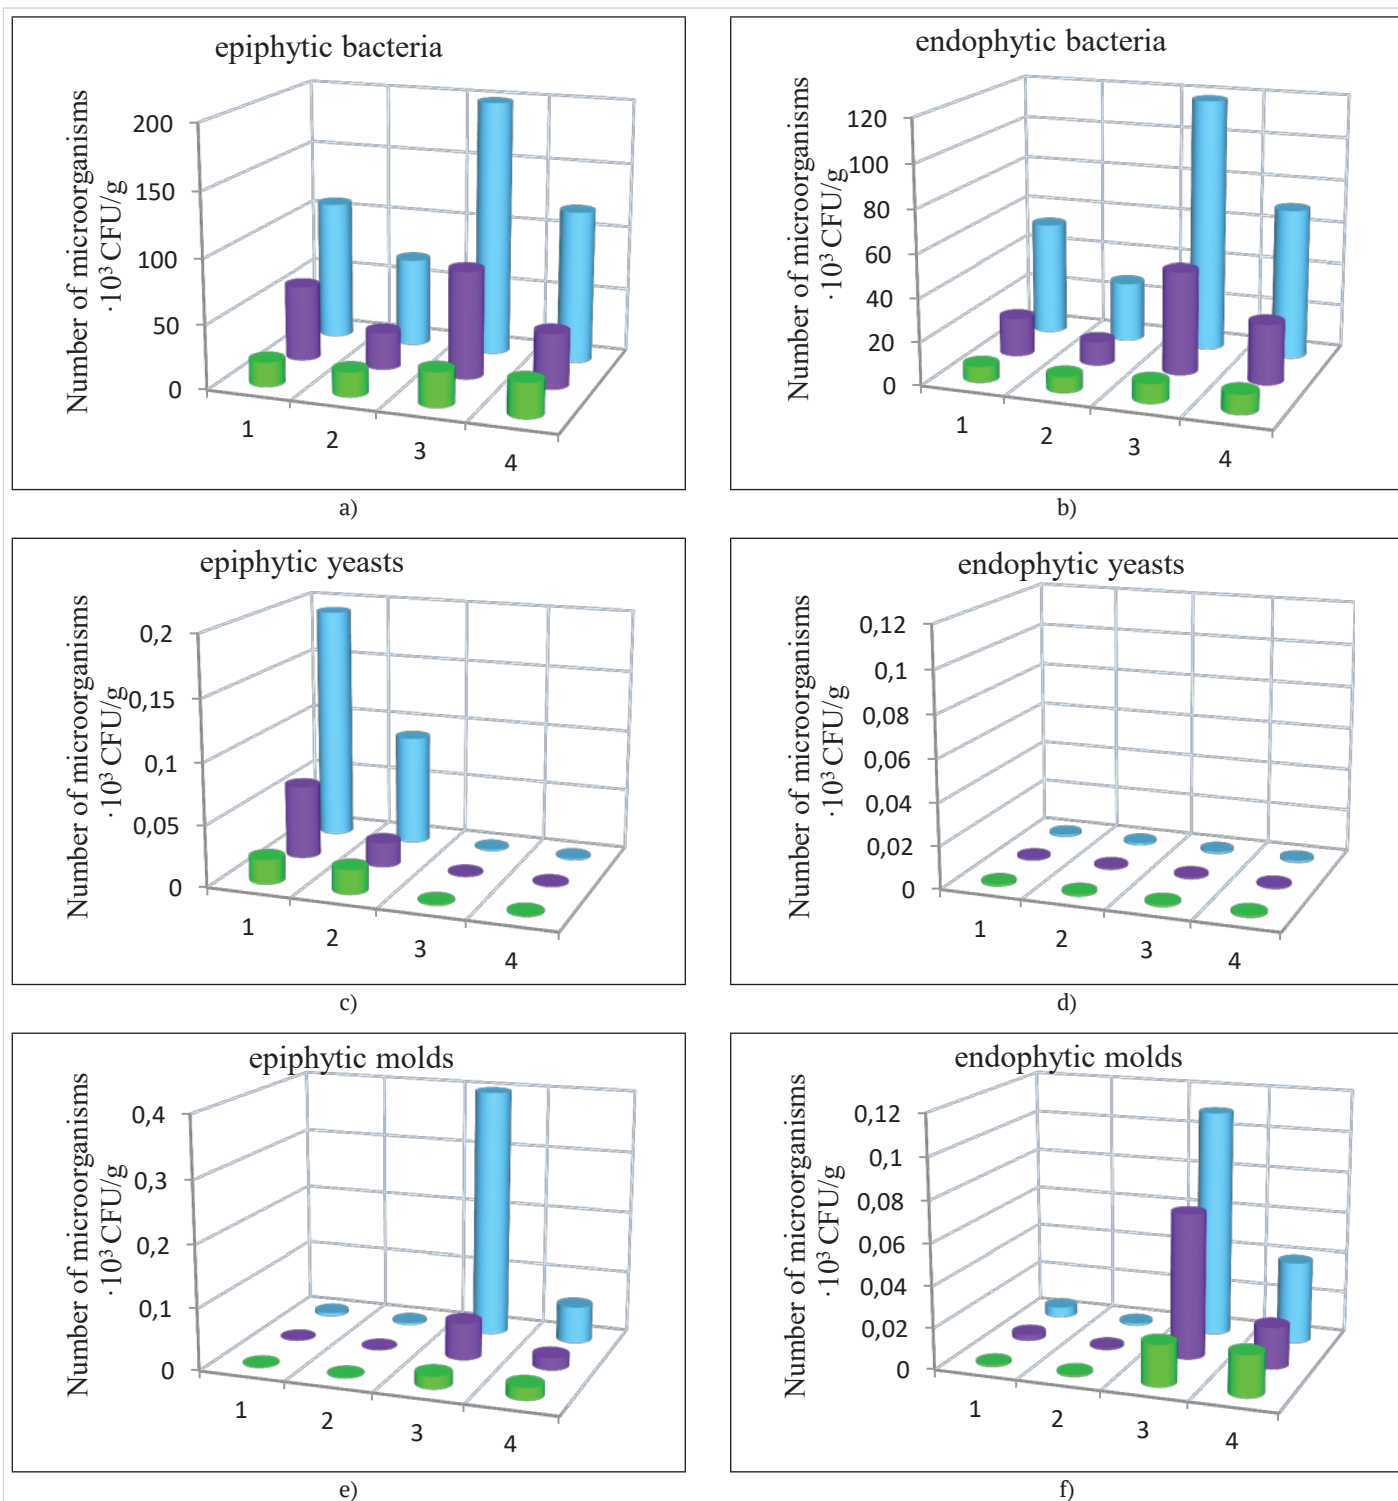 epiphytic bacteria
Number of microorganisms
·10³ CFU/g
200
150
100
50
0
1
2
3
4
a)
endophytic bacteria
Number of microorganisms
·10³ CFU/g
120
100
80
60
40
20
0
1
2
3
4
b)
epiphytic yeasts
Number of microorganisms
·10³ CFU/g
0,2
0,15
0,1
0,05
0
1
2
3
4
c)
endophytic yeasts
Number of microorganisms
·10³ CFU/g
0,12
0,1
0,08
0,06
0,04
0,02
0
1
2
3
4
d)
epiphytic molds
Number of microorganisms
·10³ CFU/g
0,4
0,3
0,2
0,1
0
1
2
3
4
e)
endophytic molds
Number of microorganisms
·10³ CFU/g
0,12
0,1
0,08
0,06
0,04
0,02
0
1
2
3
4
f)